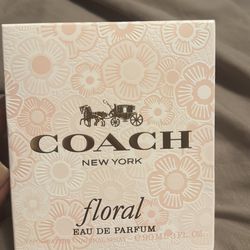 COACH
NEW YORK
floral
EAU DE PARFUM